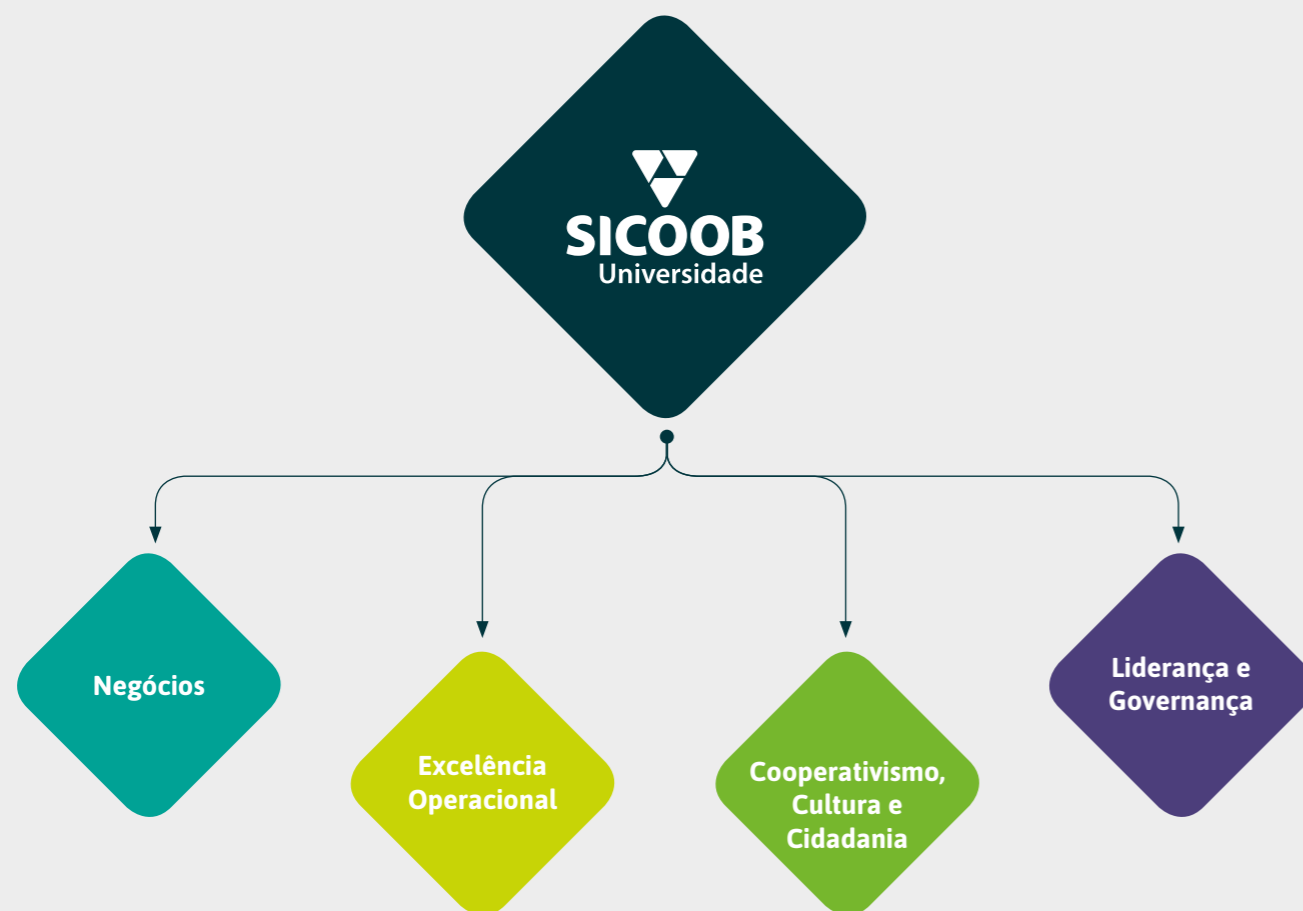 SICOOB
Universidade
Negócios
Excelência
Operacional
Cooperativismo,
Cultura e
Cidadania
Liderança e
Governança